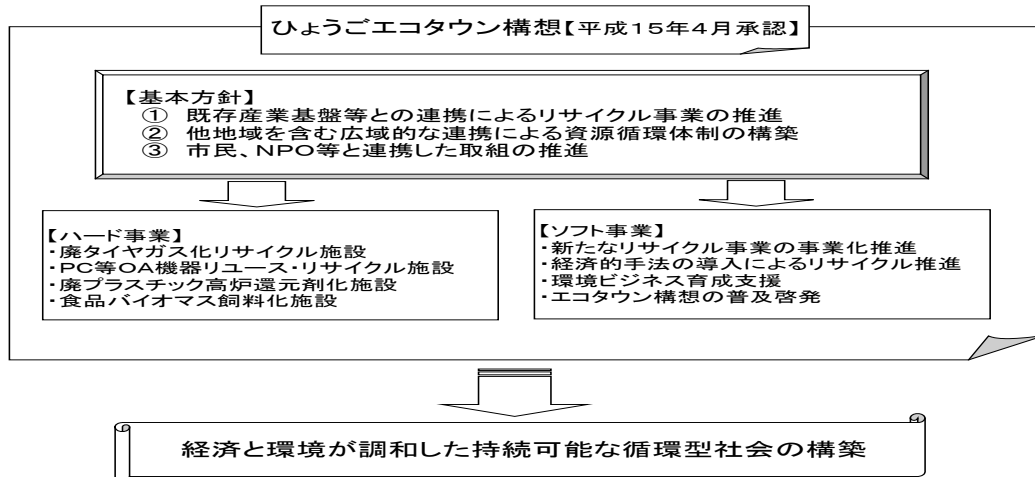 ひょうごエコタウン構想【平成15年4月承認】
【基本方針】
① 既存産業基盤等との連携によるリサイクル事業の推進
② 他地域を含む広域的な連携による資源循環体制の構築
③ 市民、NPO等と連携した取組の推進
【ハード事業】
・廃タイヤガス化リサイクル施設
・PC等OA機器リユース・リサイクル施設
・廃プラスチック高炉還元剤化施設
・食品バイオマス飼料化施設
【ソフト事業】
・新たなリサイクル事業の事業化推進
・経済的手法の導入によるリサイクル推進
・環境ビジネス育成支援
・エコタウン構想の普及啓発
経済と環境が調和した持続可能な循環型社会の構築